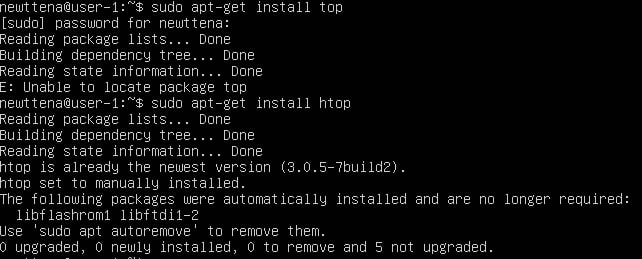 newttena@user-1:~$ sudo apt-get install top
[sudo] password for newttena:
Reading package lists... Done
Building dependency tree... Done
Reading state information... Done
E: Unable to locate package top
newttena@user-1:~$ sudo apt-get install htop
Reading package lists... Done
Building dependency tree... Done
Reading state information... Done
htop is already the newest version (3.0.5-7build2).
htop set to manually installed.
The following packages were automatically installed and are no longer required:
  libflashrom1 libftdi1-2
Use 'sudo apt autoremove' to remove them.
0 upgraded, 0 newly installed, 0 to remove and 5 not upgraded.